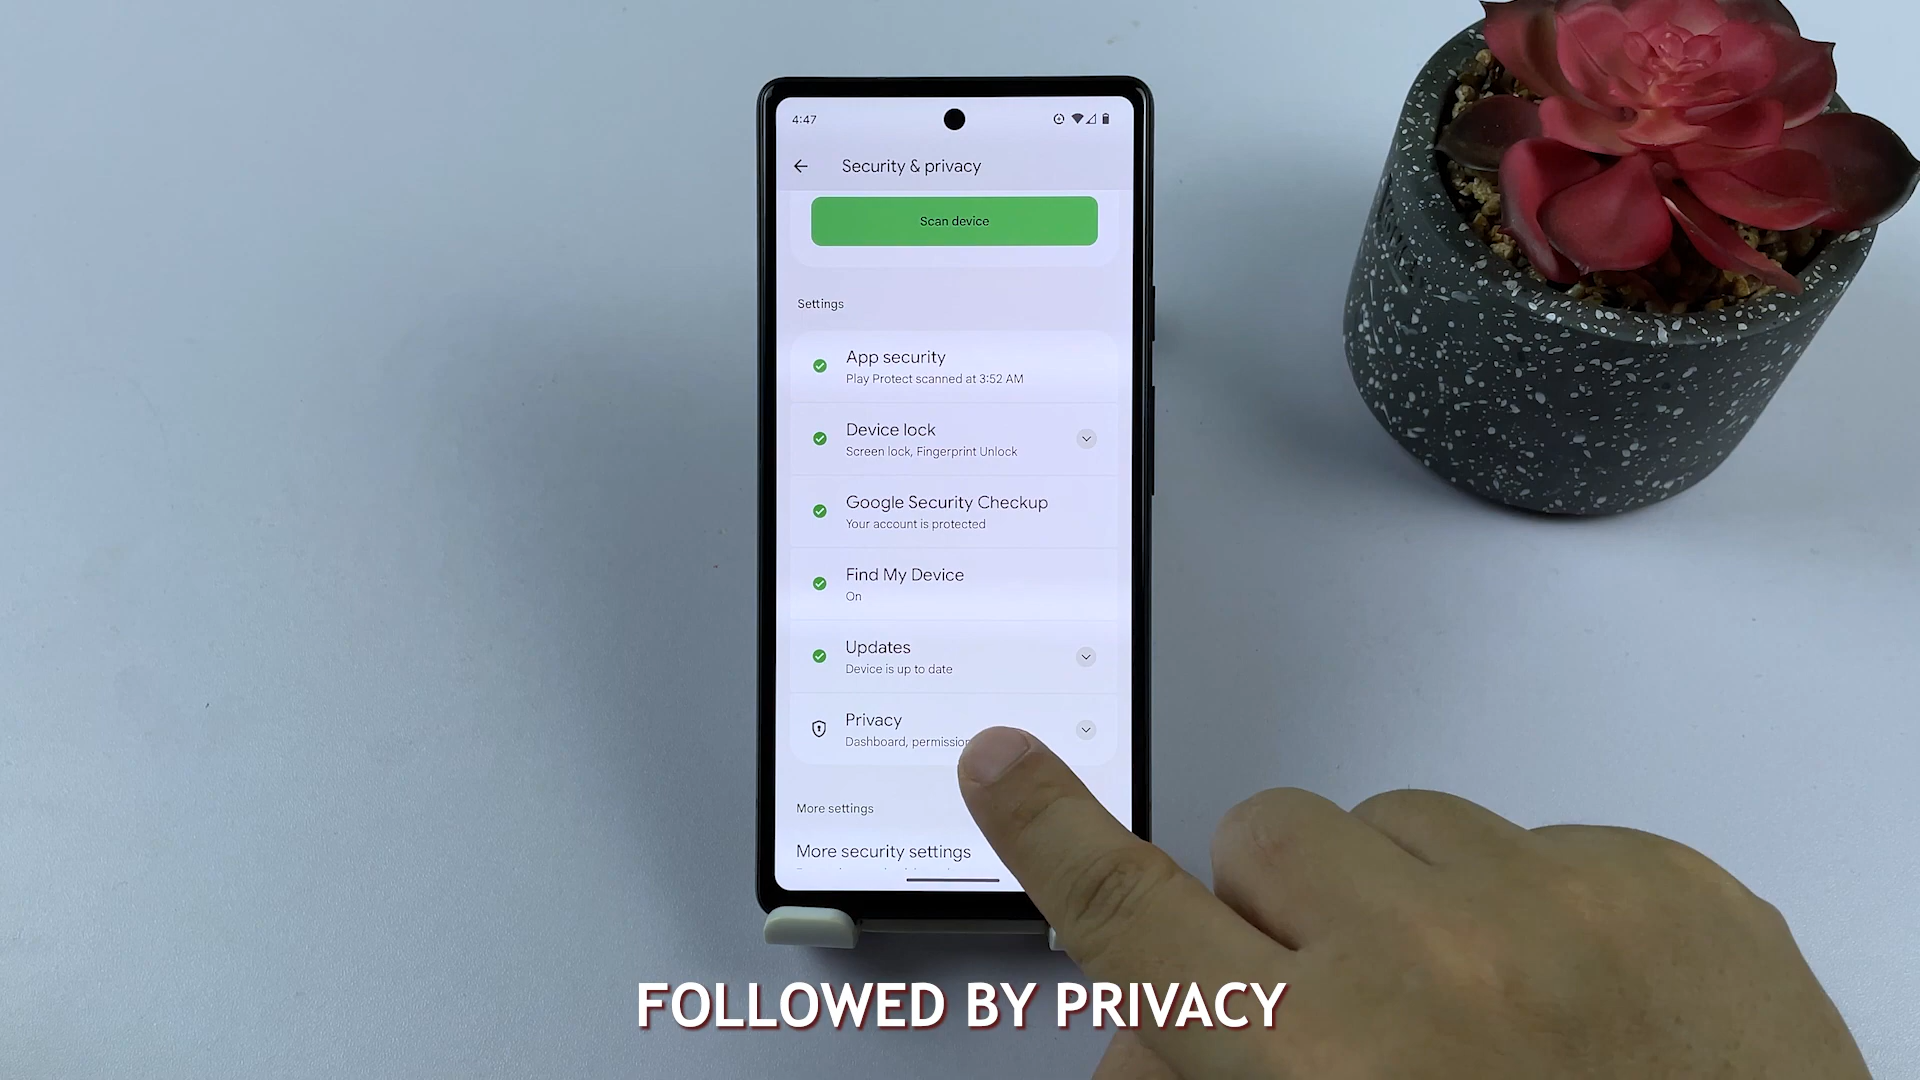 4:47
Security & privacy
Scan device
Settings
App security
Play Protect scanned at 3:52 AM
Device lock
Screen lock, Fingerprint Unlock
Google Security Checkup
Your account is protected
Find My Device
On
Updates
Device is up to date
Privacy
Dashboard,
More settings
More security settings
FOLLOWED BY PRIVACY